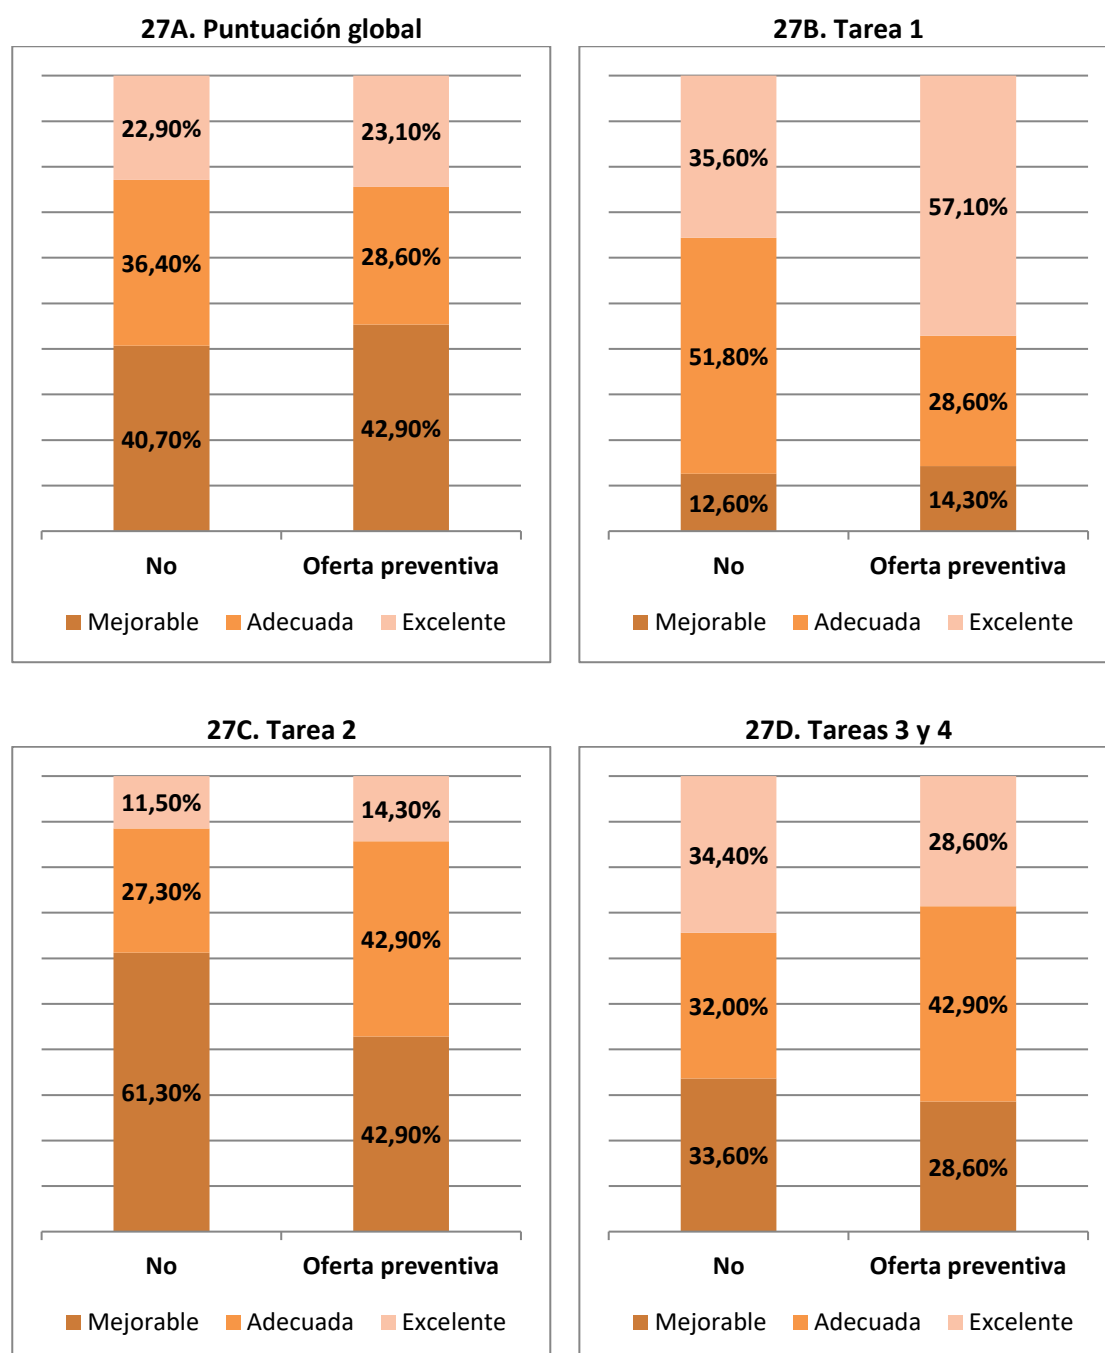 27A. Puntuación global
22,90%
23,10%
36,40%
28,60%
40,70%
42,90%
No
Oferta preventiva
Mejorable Adecuada Excelente
27B. Tarea 1
35,60%
57,10%
51,80%
28,60%
12,60%
14,30%
No
Oferta preventiva
Mejorable Adecuada Excelente
27C. Tarea 2
11,50%
14,30%
27,30%
42,90%
61,30%
42,90%
No
Oferta preventiva
Mejorable Adecuada Excelente
27D. Tareas 3 y 4
34,40%
28,60%
32,00%
42,90%
33,60%
28,60%
No
Oferta preventiva
Mejorable Adecuada Excelente